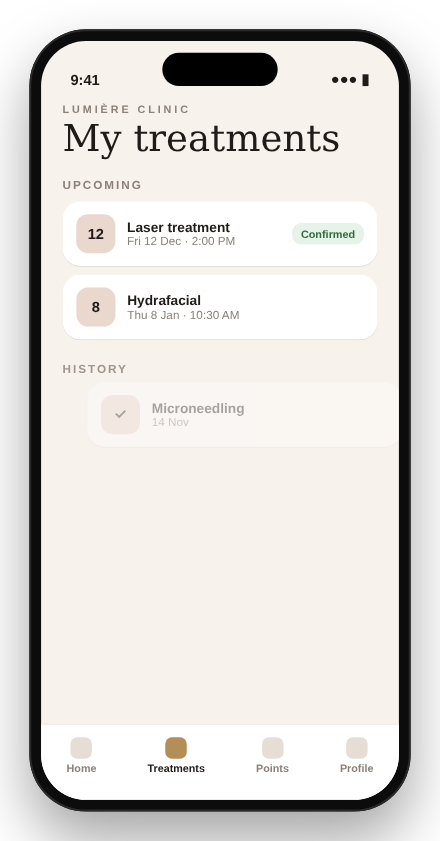 9:41
LUMIÈRE CLINIC
My treatments
UPCOMING
12
Laser treatment
Fri 12 Dec · 2:00 PM
Confirmed
8
Hydrafacial
Thu 8 Jan · 10:30 AM
HISTORY
Microneedling
14 Nov
Home Treatments Points Profile